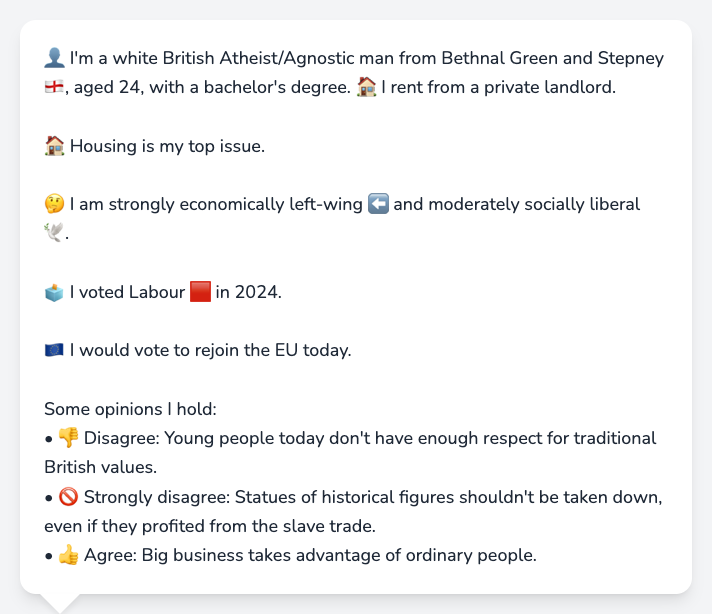 👤 I'm a white British Atheist/Agnostic man from Bethnal Green and Stepney
🏴󠁧󠁢󠁥󠁮󠁧󠁿, aged 24, with a bachelor's degree. 🏠 I rent from a private landlord.
🏠 Housing is my top issue.
🤔 I am strongly economically left-wing ⬅️ and moderately socially liberal
🕊️.
🗳️ I voted Labour 🟥 in 2024.
🇪🇺 I would vote to rejoin the EU today.
Some opinions I hold:
• 👎 Disagree: Young people today don't have enough respect for traditional
British values.
• 🚫 Strongly disagree: Statues of historical figures shouldn't be taken down,
even if they profited from the slave trade.
• 👍 Agree: Big business takes advantage of ordinary people.